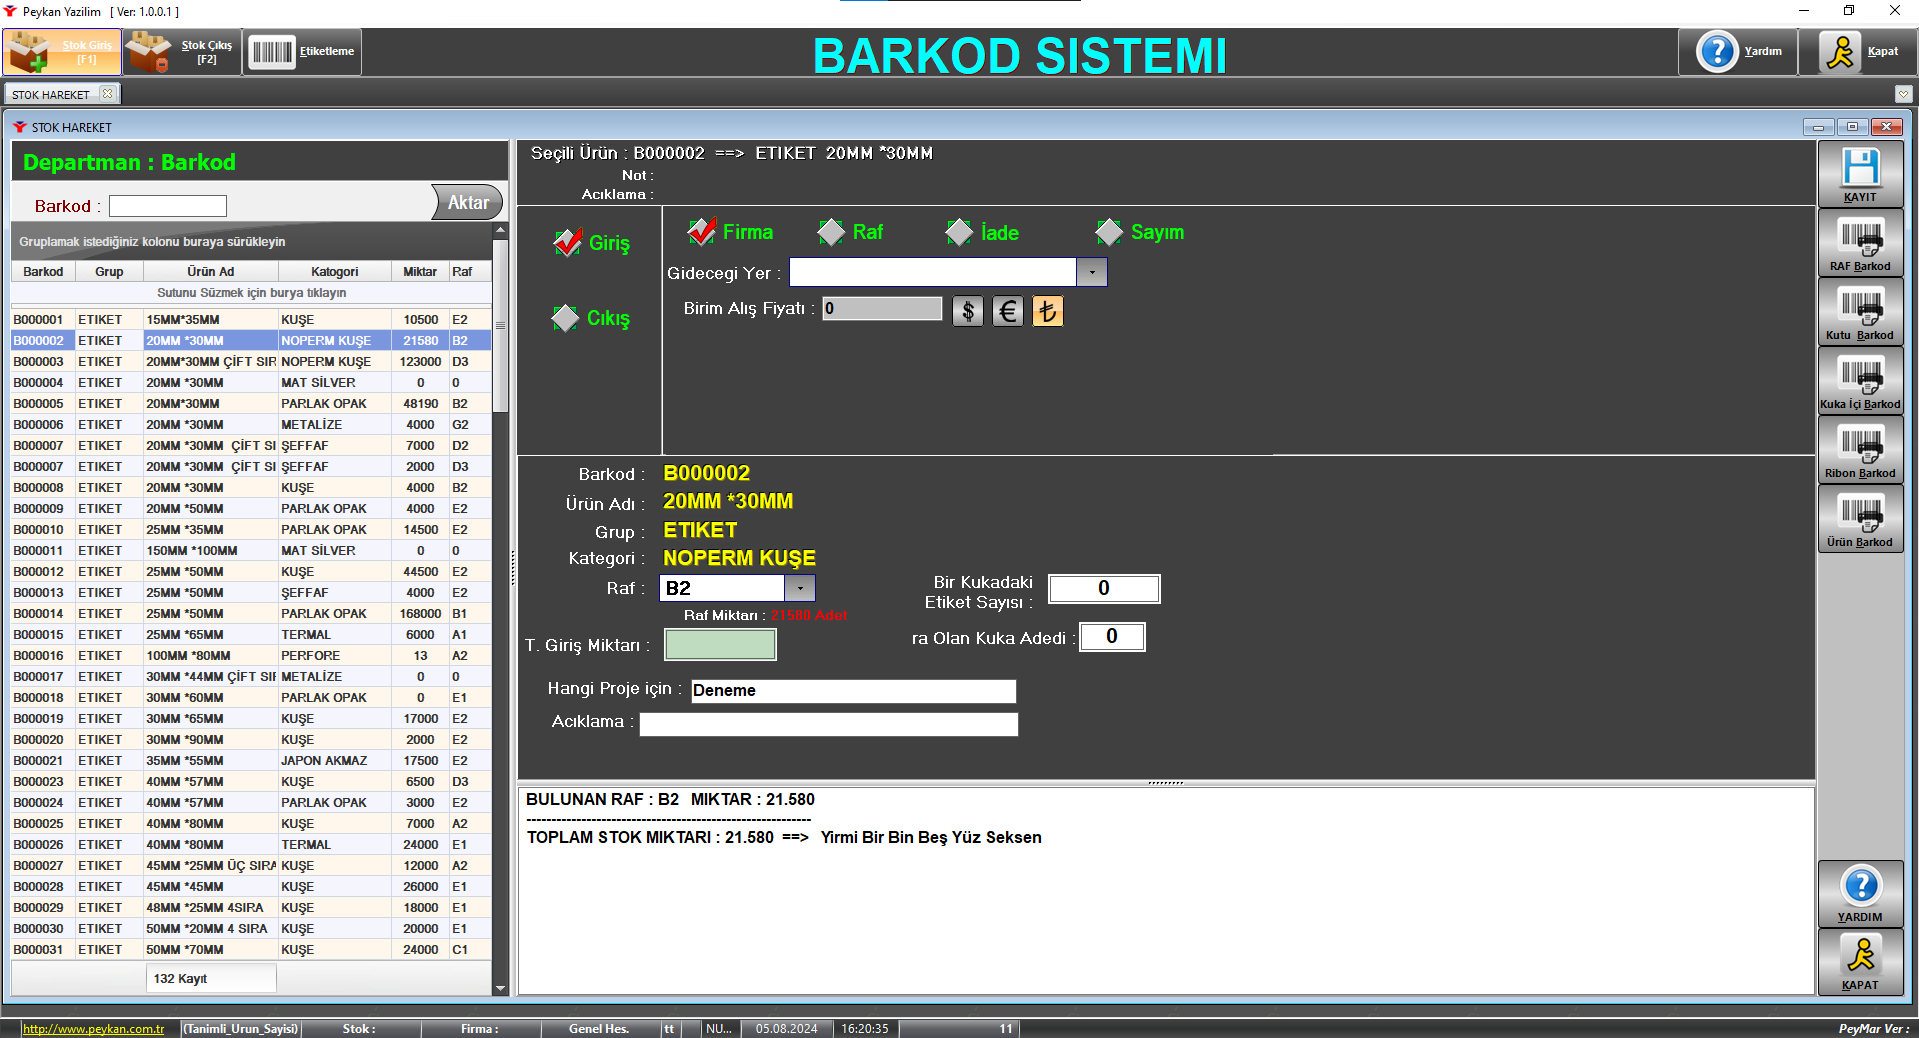 Peykan Yazilim   [ Ver: 1.0.0.1 ]
Stok Giriş
[F1]
Stok Çıkış
[F2]
Etiketleme
BARKOD SISTEMI
Yardım
Kapat
STOK HAREKET
STOK HAREKET
Departman : Barkod
Barkod :
Aktar
Gruplamak istediğiniz kolonu buraya sürükleyin
Barkod Grup Ürün Ad Katogori Miktar Raf
Sutunu Süzmek için burya tıklayın
B000001 ETIKET 15MM*35MM KUŞE 10500 E2
B000002 ETIKET 20MM *30MM NOPERM KUŞE 21580 B2
B000003 ETIKET 20MM*30MM ÇİFT SIR NOPERM KUŞE 123000 D3
B000004 ETIKET 20MM *30MM MAT SİLVER 0 0
B000005 ETIKET 20MM*30MM PARLAK OPAK 48190 B2
B000006 ETIKET 20MM *30MM METALİZE 4000 G2
B000007 ETIKET 20MM *30MM  ÇİFT SI ŞEFFAF 7000 D2
B000007 ETIKET 20MM *30MM  ÇİFT SI ŞEFFAF 2000 D3
B000008 ETIKET 20MM *30MM KUŞE 4000 B2
B000009 ETIKET 20MM *50MM PARLAK OPAK 4000 E2
B000010 ETIKET 25MM *35MM PARLAK OPAK 14500 E2
B000011 ETIKET 150MM *100MM MAT SİLVER 0 0
B000012 ETIKET 25MM *50MM KUŞE 44500 E2
B000013 ETIKET 25MM *50MM ŞEFFAF 4000 E2
B000014 ETIKET 25MM *50MM PARLAK OPAK 168000 B1
B000015 ETIKET 25MM *65MM TERMAL 6000 A1
B000016 ETIKET 100MM *80MM PERFORE 13 A2
B000017 ETIKET 30MM *44MM ÇİFT SIF METALİZE 0 0
B000018 ETIKET 30MM *60MM PARLAK OPAK 0 E1
B000019 ETIKET 30MM *65MM KUŞE 17000 E2
B000020 ETIKET 30MM *90MM KUŞE 2000 E2
B000021 ETIKET 35MM *55MM JAPON AKMAZ 17500 E2
B000023 ETIKET 40MM *57MM KUŞE 6500 D3
B000024 ETIKET 40MM *57MM PARLAK OPAK 3000 E2
B000025 ETIKET 40MM *80MM KUŞE 7000 A2
B000026 ETIKET 40MM *80MM TERMAL 24000 E1
B000027 ETIKET 45MM *25MM ÜÇ SIRA KUŞE 12000 A2
B000028 ETIKET 45MM *45MM KUŞE 26000 E1
B000029 ETIKET 48MM *25MM 4SIRA KUŞE 18000 E1
B000030 ETIKET 50MM *20MM 4 SIRA KUŞE 20000 E1
B000031 ETIKET 50MM *70MM KUŞE 24000 C1
132 Kayıt
Seçili Ürün : B000002  ==>  ETIKET  20MM *30MM
Not :
Acıklama :
Giriş
Cıkış
Firma
Raf
İade
Sayım
Gidecegi Yer :
Birim Alış Fiyatı : 0 $ € ₺
Barkod : B000002
Ürün Adı : 20MM *30MM
Grup : ETIKET
Kategori : NOPERM KUŞE
Raf : B2
Bir Kukadaki
Etiket Sayısı : 0
Raf Miktarı : 21580 Adet
T. Giriş Miktarı :
ra Olan Kuka Adedi : 0
Hangi Proje için : Deneme
Acıklama :
BULUNAN RAF : B2   MIKTAR : 21.580
---------------------------------------------------------
TOPLAM STOK MIKTARI : 21.580  ==>   Yirmi Bir Bin Beş Yüz Seksen
KAYIT
RAF Barkod
Kutu  Barkod
Kuka İçi Barkod
Ribon Barkod
Ürün Barkod
YARDIM
KAPAT
http://www.peykan.com.tr (Tanimli_Urun_Sayisi) Stok : Firma : Genel Hes. tt NU... 05.08.2024 16:20:35 11 PeyMar Ver :